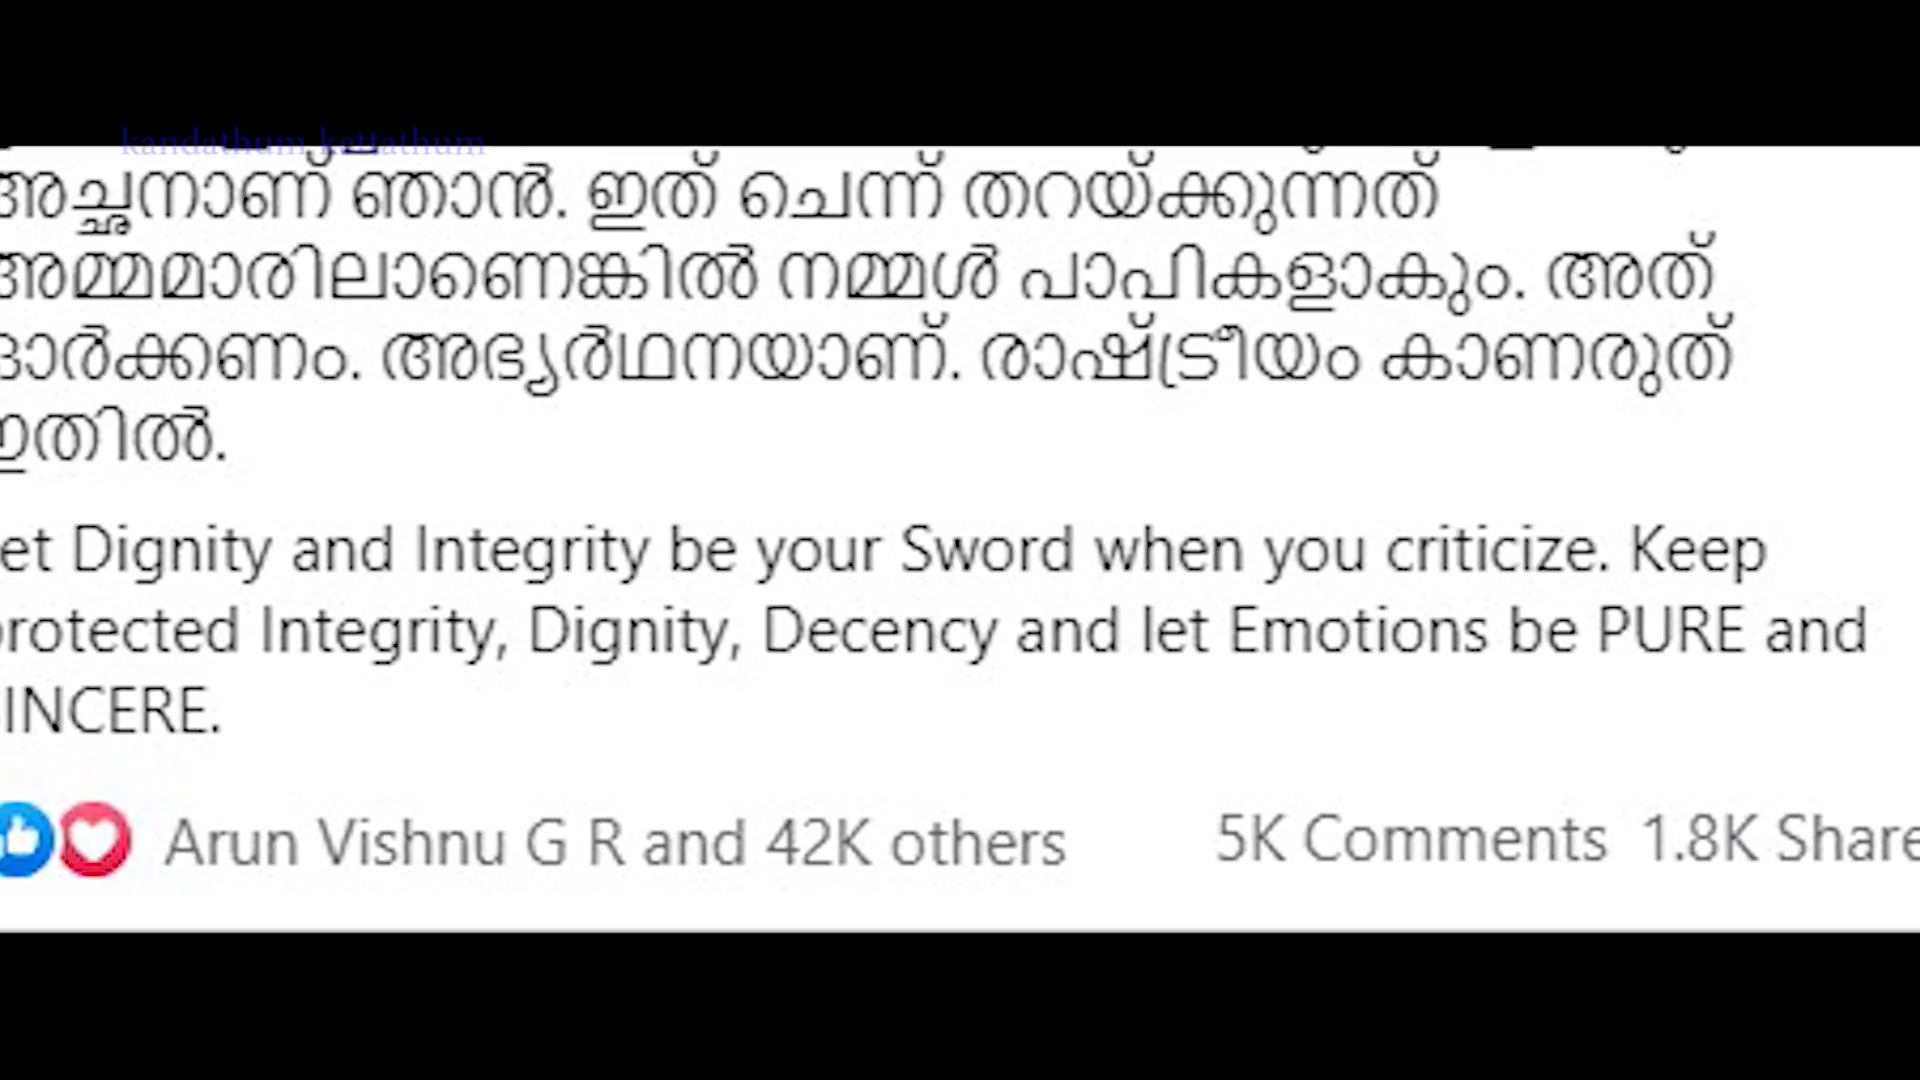 kandathum kettathum
അച്ഛനാണ് ഞാൻ. ഇത് ചെന്ന് തറയ്ക്കുന്നത്
അമ്മമാരിലാണെങ്കിൽ നമ്മൾ പാപികളാകും. അത്
ഓർക്കണം. അഭ്യർഥനയാണ്. രാഷ്ട്രീയം കാണരുത്
ഇതിൽ.
et Dignity and Integrity be your Sword when you criticize. Keep
rotected Integrity, Dignity, Decency and let Emotions be PURE and
INCERE.
Arun Vishnu G R and 42K others 5K Comments 1.8K Share